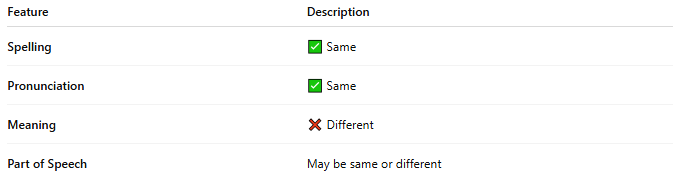 Feature Description
Spelling ✅ Same
Pronunciation ✅ Same
Meaning ❌ Different
Part of Speech May be same or different